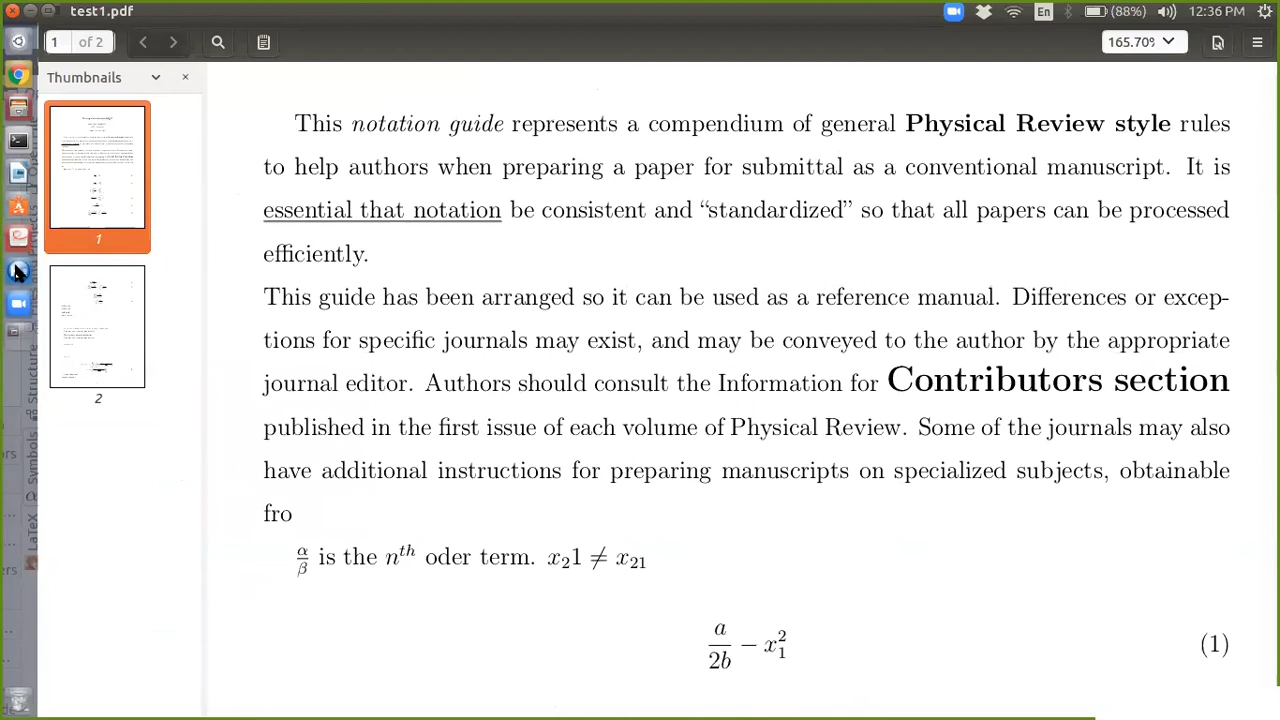 test1.pdf
En (88%) 12:36 PM
1 of 2 165.70%
Thumbnails
1
2
This notation guide represents a compendium of general Physical Review style rules
to help authors when preparing a paper for submittal as a conventional manuscript. It is
essential that notation be consistent and “standardized” so that all papers can be processed
efficiently.
This guide has been arranged so it can be used as a reference manual. Differences or excep-
tions for specific journals may exist, and may be conveyed to the author by the appropriate
journal editor. Authors should consult the Information for Contributors section
published in the first issue of each volume of Physical Review. Some of the journals may also
have additional instructions for preparing manuscripts on specialized subjects, obtainable
fro
α/β is the n^th oder term. x_2 1 ≠ x_21
a/2b − x_1^2 (1)
Structure
Symbols
LaTeX